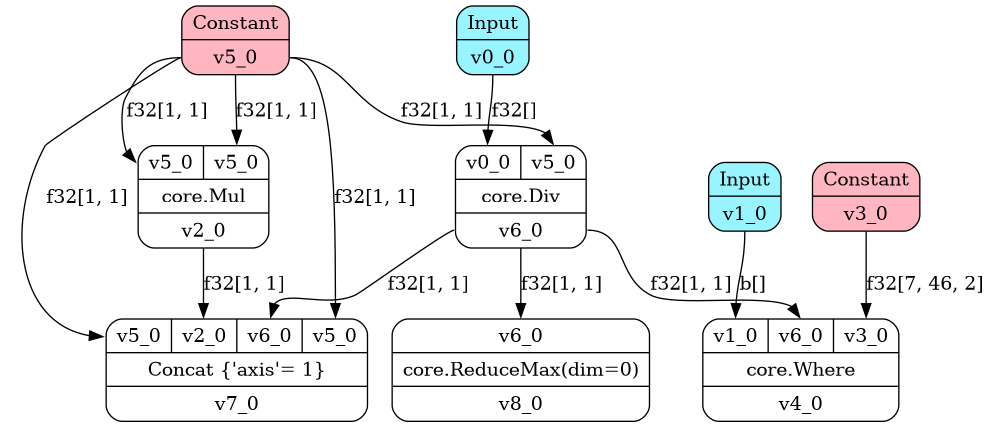 Constant
v5_0
Input
v0_0
f32[1, 1]
f32[1, 1]
f32[1, 1]
f32[]
v5_0 v5_0
core.Mul
v2_0
v0_0 v5_0
core.Div
v6_0
Input
v1_0
Constant
v3_0
f32[1, 1]
f32[1, 1]
f32[1, 1]
f32[1, 1]
f32[1, 1]
f32[1, 1]
b[]
f32[7, 46, 2]
v5_0 v2_0 v6_0 v5_0
Concat {'axis'= 1}
v7_0
v6_0
core.ReduceMax(dim=0)
v8_0
v1_0 v6_0 v3_0
core.Where
v4_0